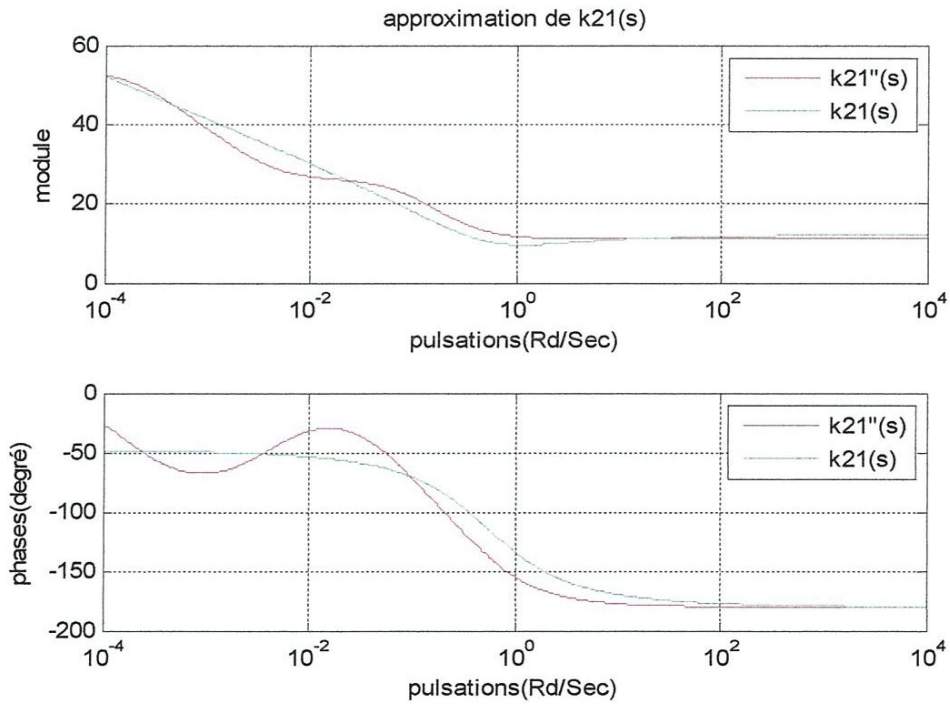 approximation de k21(s)
60
40
20
0
module
k21"(s)
k21(s)
10^-4
10^-2
10^0
10^2
10^4
pulsations(Rd/Sec)
0
-50
-100
-150
-200
phases(degré)
k21"(s)
k21(s)
10^-4
10^-2
10^0
10^2
10^4
pulsations(Rd/Sec)